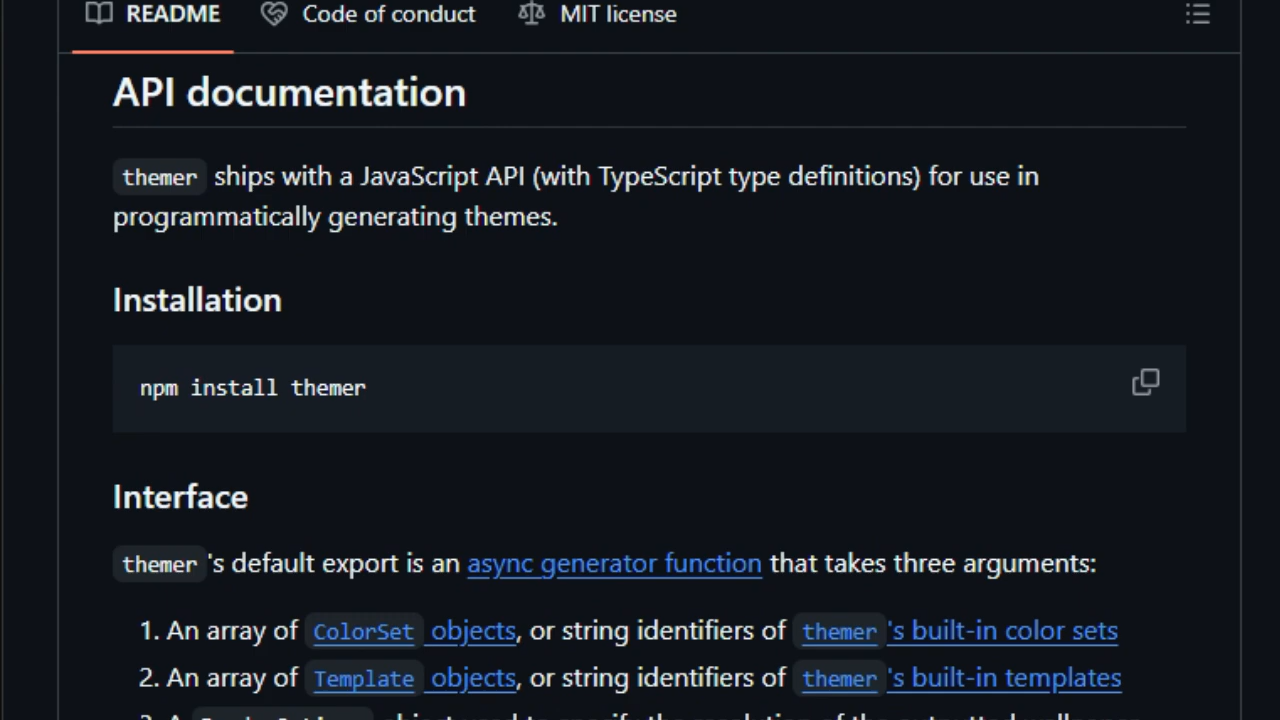 README Code of conduct MIT license
API documentation
themer ships with a JavaScript API (with TypeScript type definitions) for use in
programmatically generating themes.
Installation
npm install themer
Interface
themer's default export is an async generator function that takes three arguments:
1. An array of ColorSet objects, or string identifiers of themer's built-in color sets
2. An array of Template objects, or string identifiers of themer's built-in templates